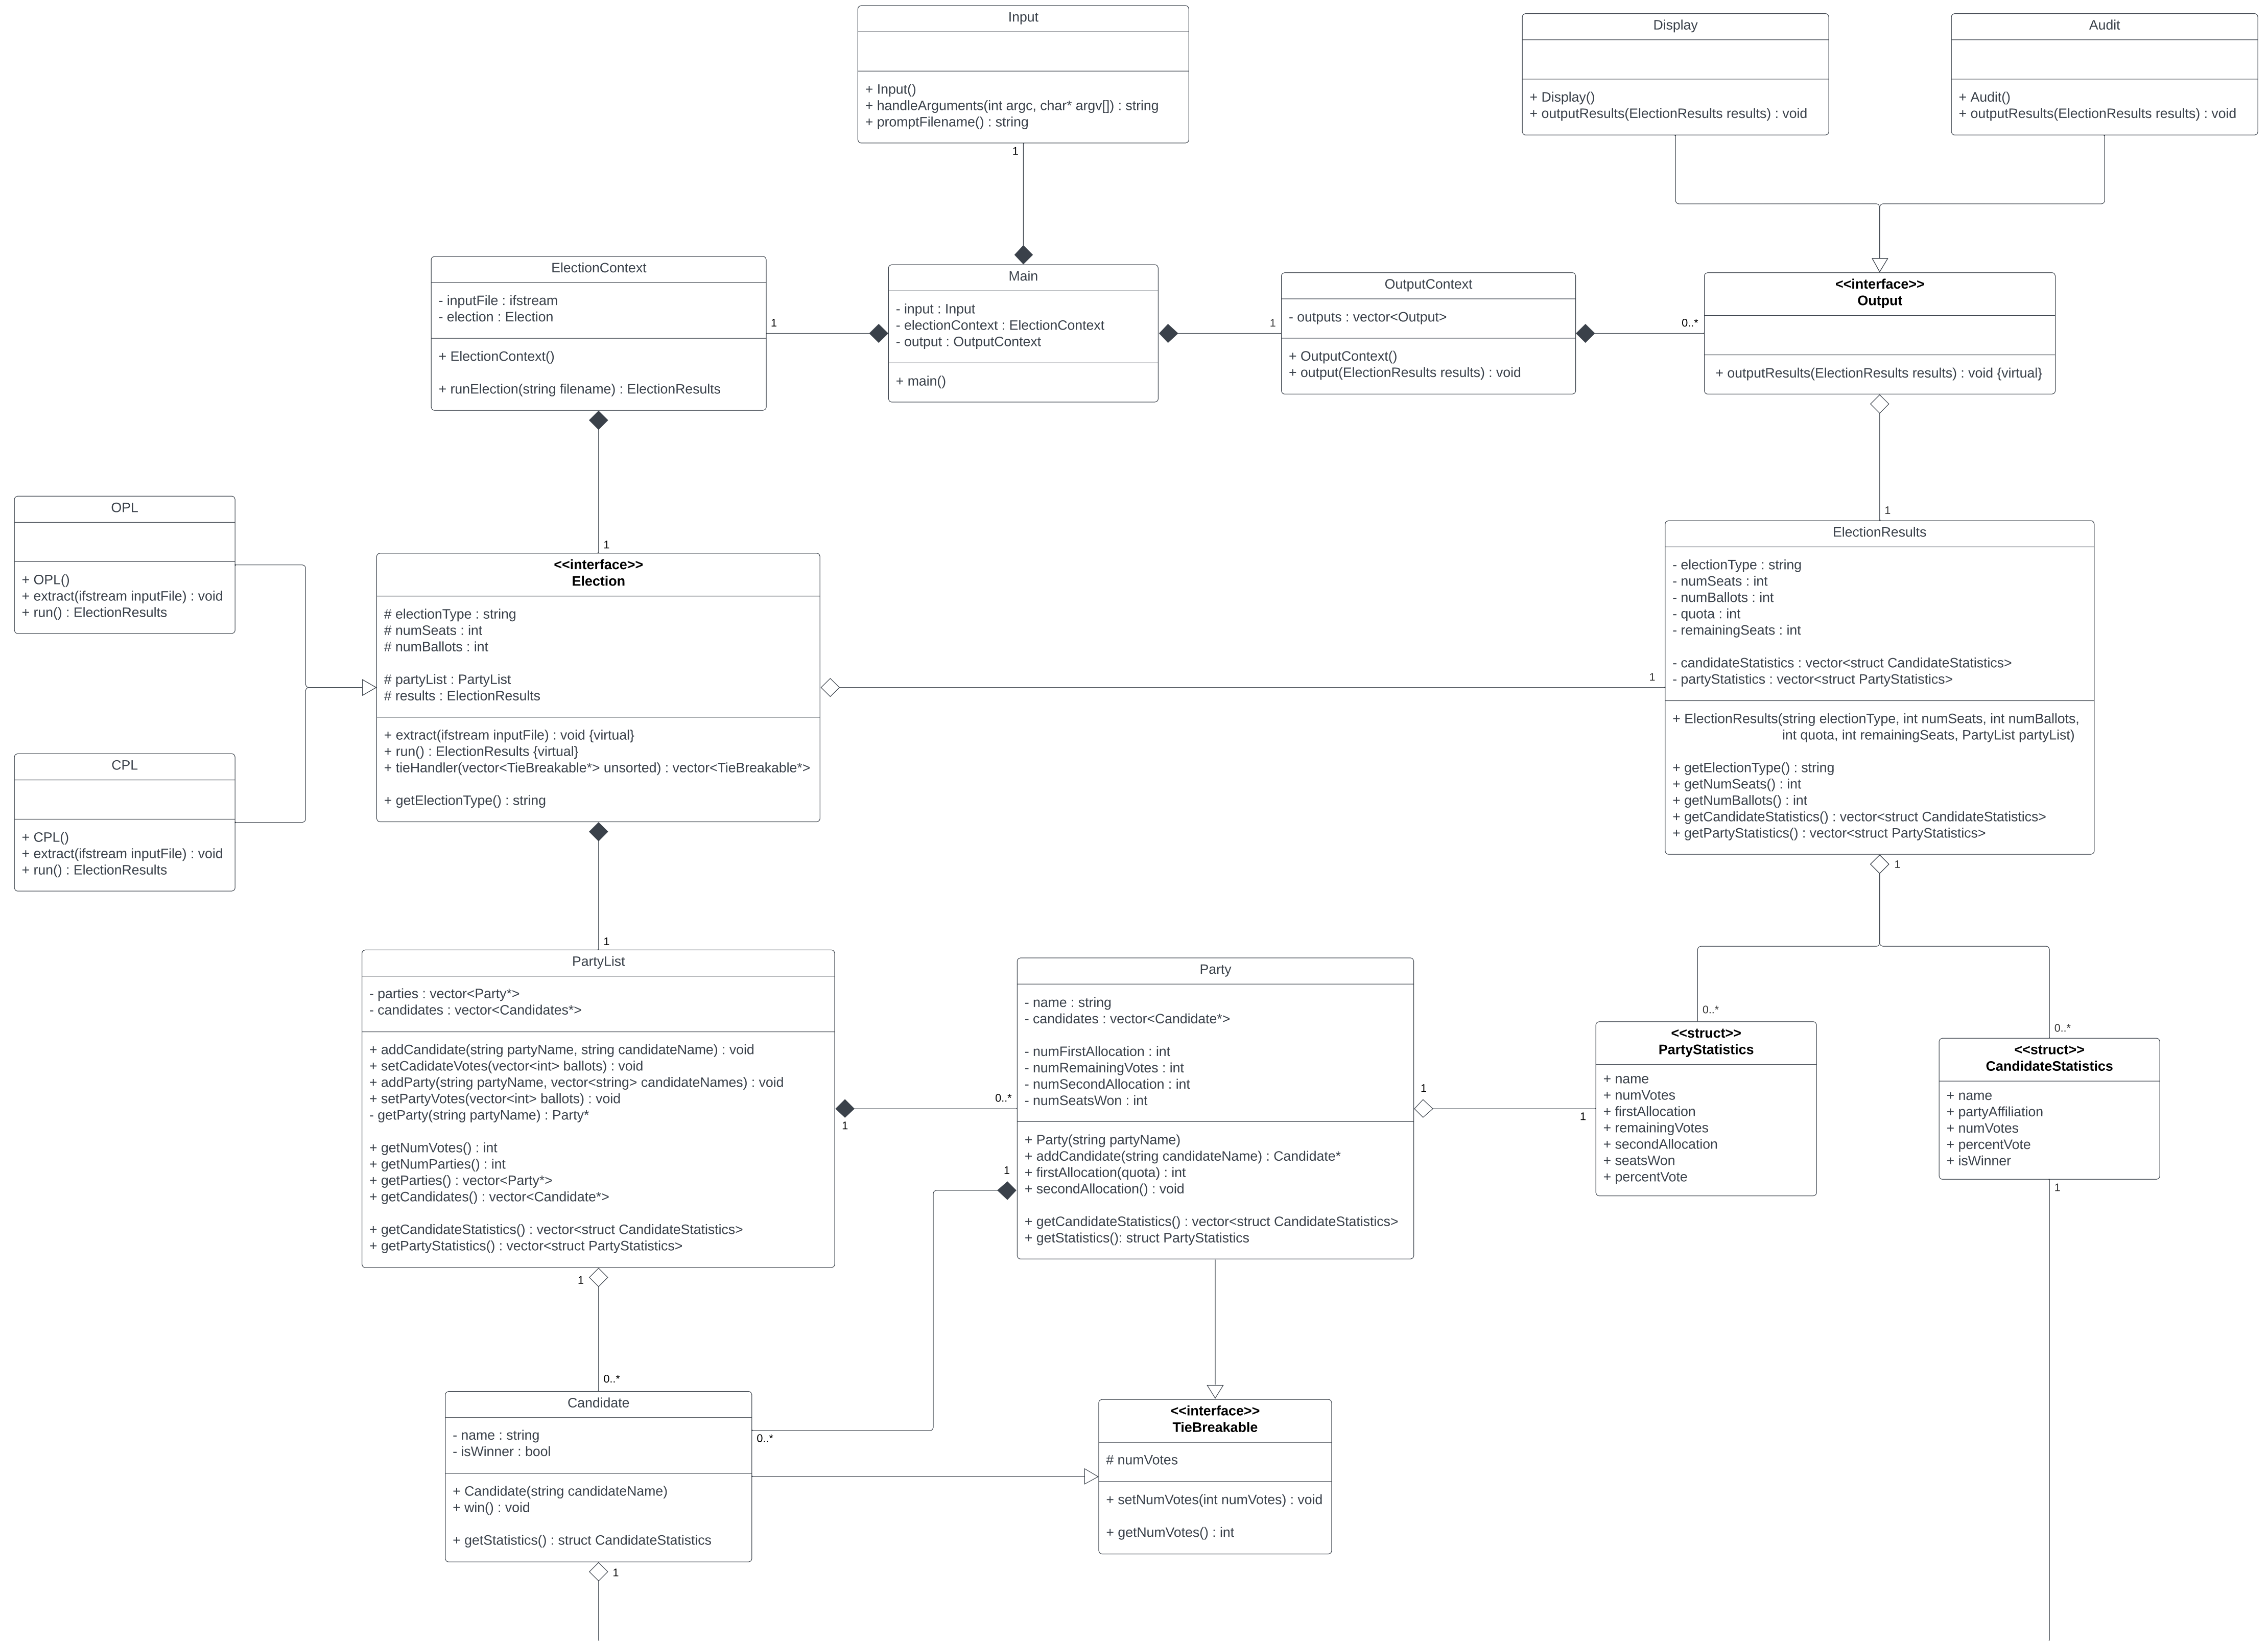 Input
+ Input()
+ handleArguments(int argc, char* argv[]) : string
+ promptFilename() : string
1
Display
+ Display()
+ outputResults(ElectionResults results) : void
Audit
+ Audit()
+ outputResults(ElectionResults results) : void
ElectionContext
- inputFile : ifstream
- election : Election
+ ElectionContext()
+ runElection(string filename) : ElectionResults
1
Main
- input : Input
- electionContext : ElectionContext
- output : OutputContext
+ main()
1
OutputContext
- outputs : vector<Output>
+ OutputContext()
+ output(ElectionResults results) : void
0..*
<<interface>>
Output
+ outputResults(ElectionResults results) : void {virtual}
1
OPL
+ OPL()
+ extract(ifstream inputFile) : void
+ run() : ElectionResults
CPL
+ CPL()
+ extract(ifstream inputFile) : void
+ run() : ElectionResults
1
<<interface>>
Election
# electionType : string
# numSeats : int
# numBallots : int
# partyList : PartyList
# results : ElectionResults
+ extract(ifstream inputFile) : void {virtual}
+ run() : ElectionResults {virtual}
+ tieHandler(vector<TieBreakable*> unsorted) : vector<TieBreakable*>
+ getElectionType() : string
1
ElectionResults
- electionType : string
- numSeats : int
- numBallots : int
- quota : int
- remainingSeats : int
- candidateStatistics : vector<struct CandidateStatistics>
- partyStatistics : vector<struct PartyStatistics>
+ ElectionResults(string electionType, int numSeats, int numBallots,
int quota, int remainingSeats, PartyList partyList)
+ getElectionType() : string
+ getNumSeats() : int
+ getNumBallots() : int
+ getCandidateStatistics() : vector<struct CandidateStatistics>
+ getPartyStatistics() : vector<struct PartyStatistics>
1
1
PartyList
- parties : vector<Party*>
- candidates : vector<Candidates*>
+ addCandidate(string partyName, string candidateName) : void
+ setCadidateVotes(vector<int> ballots) : void
+ addParty(string partyName, vector<string> candidateNames) : void
+ setPartyVotes(vector<int> ballots) : void
- getParty(string partyName) : Party*
+ getNumVotes() : int
+ getNumParties() : int
+ getParties() : vector<Party*>
+ getCandidates() : vector<Candidate*>
+ getCandidateStatistics() : vector<struct CandidateStatistics>
+ getPartyStatistics() : vector<struct PartyStatistics>
1
0..*
1
Party
- name : string
- candidates : vector<Candidate*>
- numFirstAllocation : int
- numRemainingVotes : int
- numSecondAllocation : int
- numSeatsWon : int
+ Party(string partyName)
+ addCandidate(string candidateName) : Candidate*
+ firstAllocation(quota) : int
+ secondAllocation() : void
+ getCandidateStatistics() : vector<struct CandidateStatistics>
+ getStatistics(): struct PartyStatistics
1
1
0..*
<<struct>>
PartyStatistics
+ name
+ numVotes
+ firstAllocation
+ remainingVotes
+ secondAllocation
+ seatsWon
+ percentVote
0..*
<<struct>>
CandidateStatistics
+ name
+ partyAffiliation
+ numVotes
+ percentVote
+ isWinner
1
1
0..*
Candidate
- name : string
- isWinner : bool
+ Candidate(string candidateName)
+ win() : void
+ getStatistics() : struct CandidateStatistics
0..*
1
<<interface>>
TieBreakable
# numVotes
+ setNumVotes(int numVotes) : void
+ getNumVotes() : int